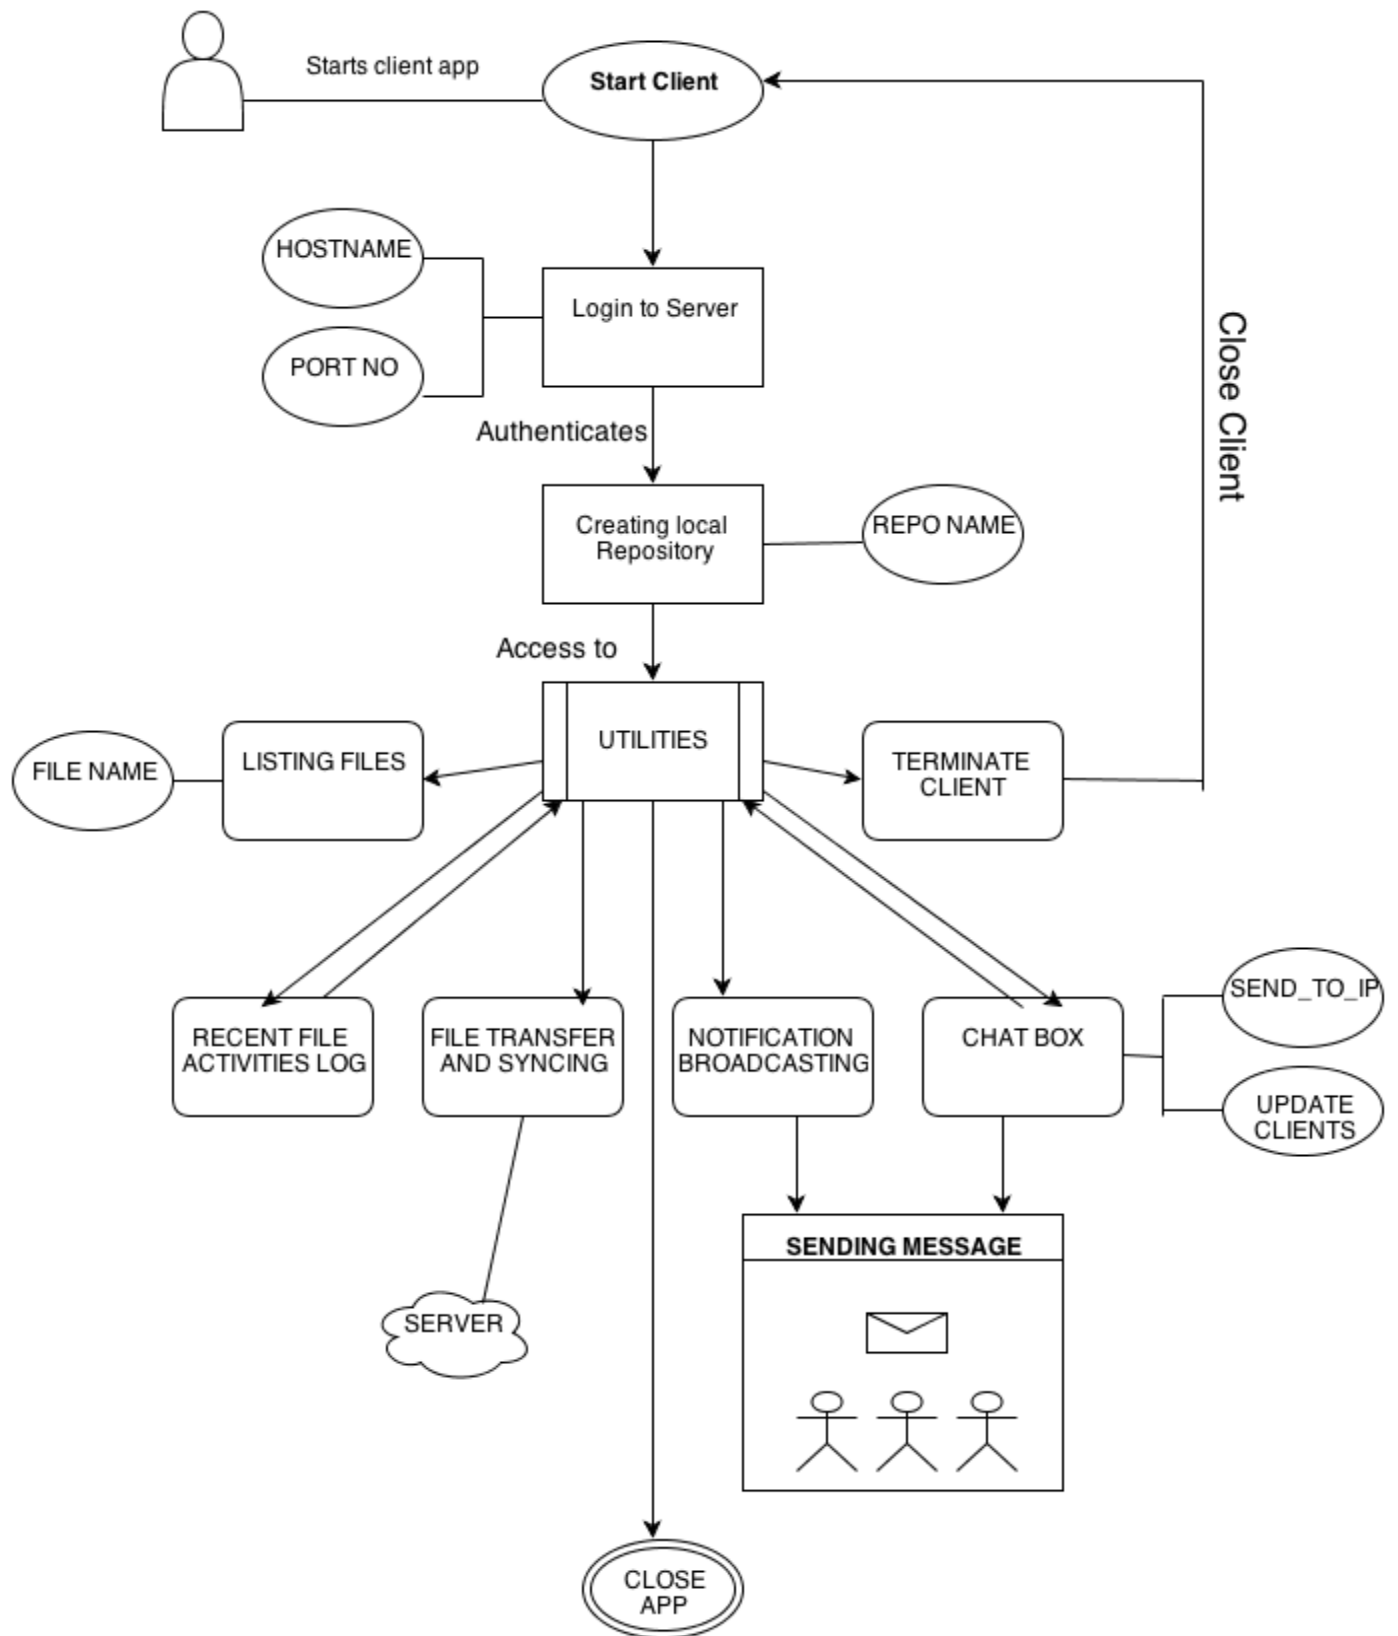 Starts client app
Start Client
HOSTNAME
PORT NO
Login to Server
Close Client
Authenticates
Creating local
Repository
REPO NAME
Access to
UTILITIES
FILE NAME
LISTING FILES
TERMINATE
CLIENT
RECENT FILE
ACTIVITIES LOG
FILE TRANSFER
AND SYNCING
NOTIFICATION
BROADCASTING
CHAT BOX
SEND_TO_IP
UPDATE
CLIENTS
SENDING MESSAGE
SERVER
CLOSE
APP